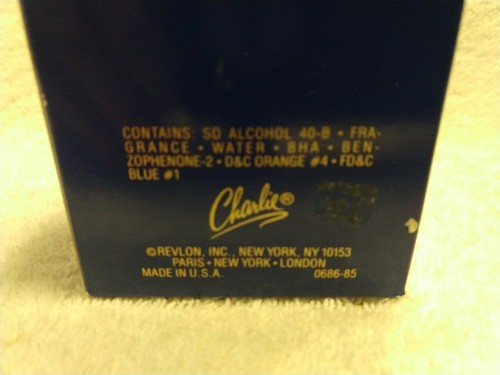 CONTAINS: SD ALCOHOL 40-B • FRA-
GRANCE • WATER • BHA • BEN-
ZOPHENONE-2 • D&C ORANGE #4 • FD&C
BLUE #1
Charlie®
©REVLON, INC., NEW YORK, NY 10153
PARIS • NEW YORK • LONDON
MADE IN U.S.A. 0686-85